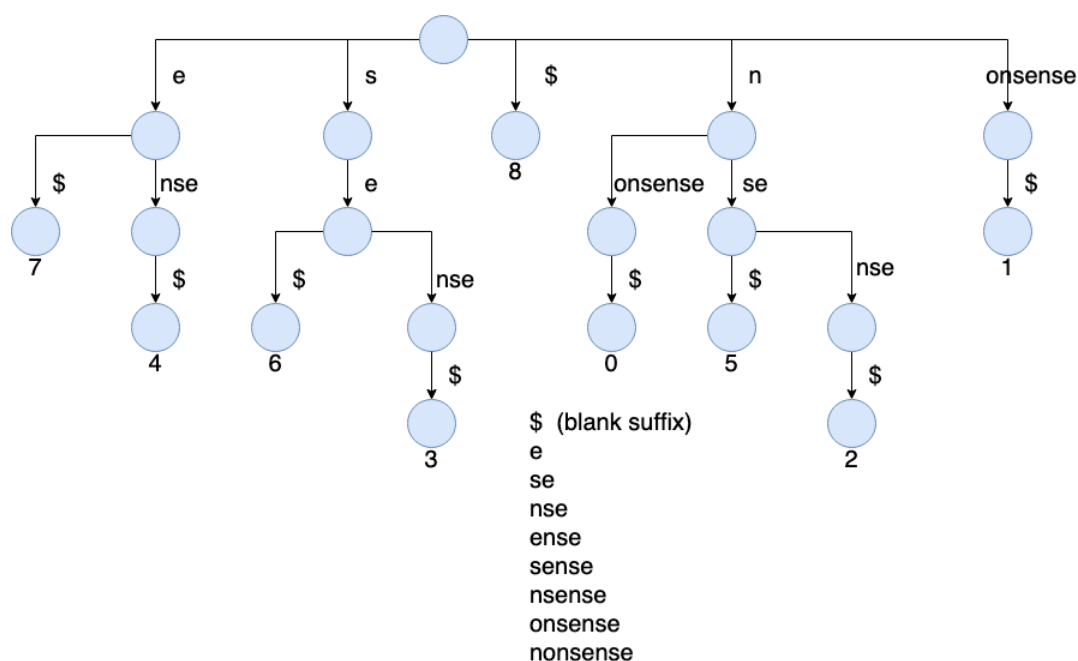 e
s
$
n
onsense
8
$
nse
e
onsense
se
$
7
$
$
nse
$
$
nse
1
4
6
$
0
5
$
3
2
$ (blank suffix)
e
se
nse
ense
sense
nsense
onsense
nonsense